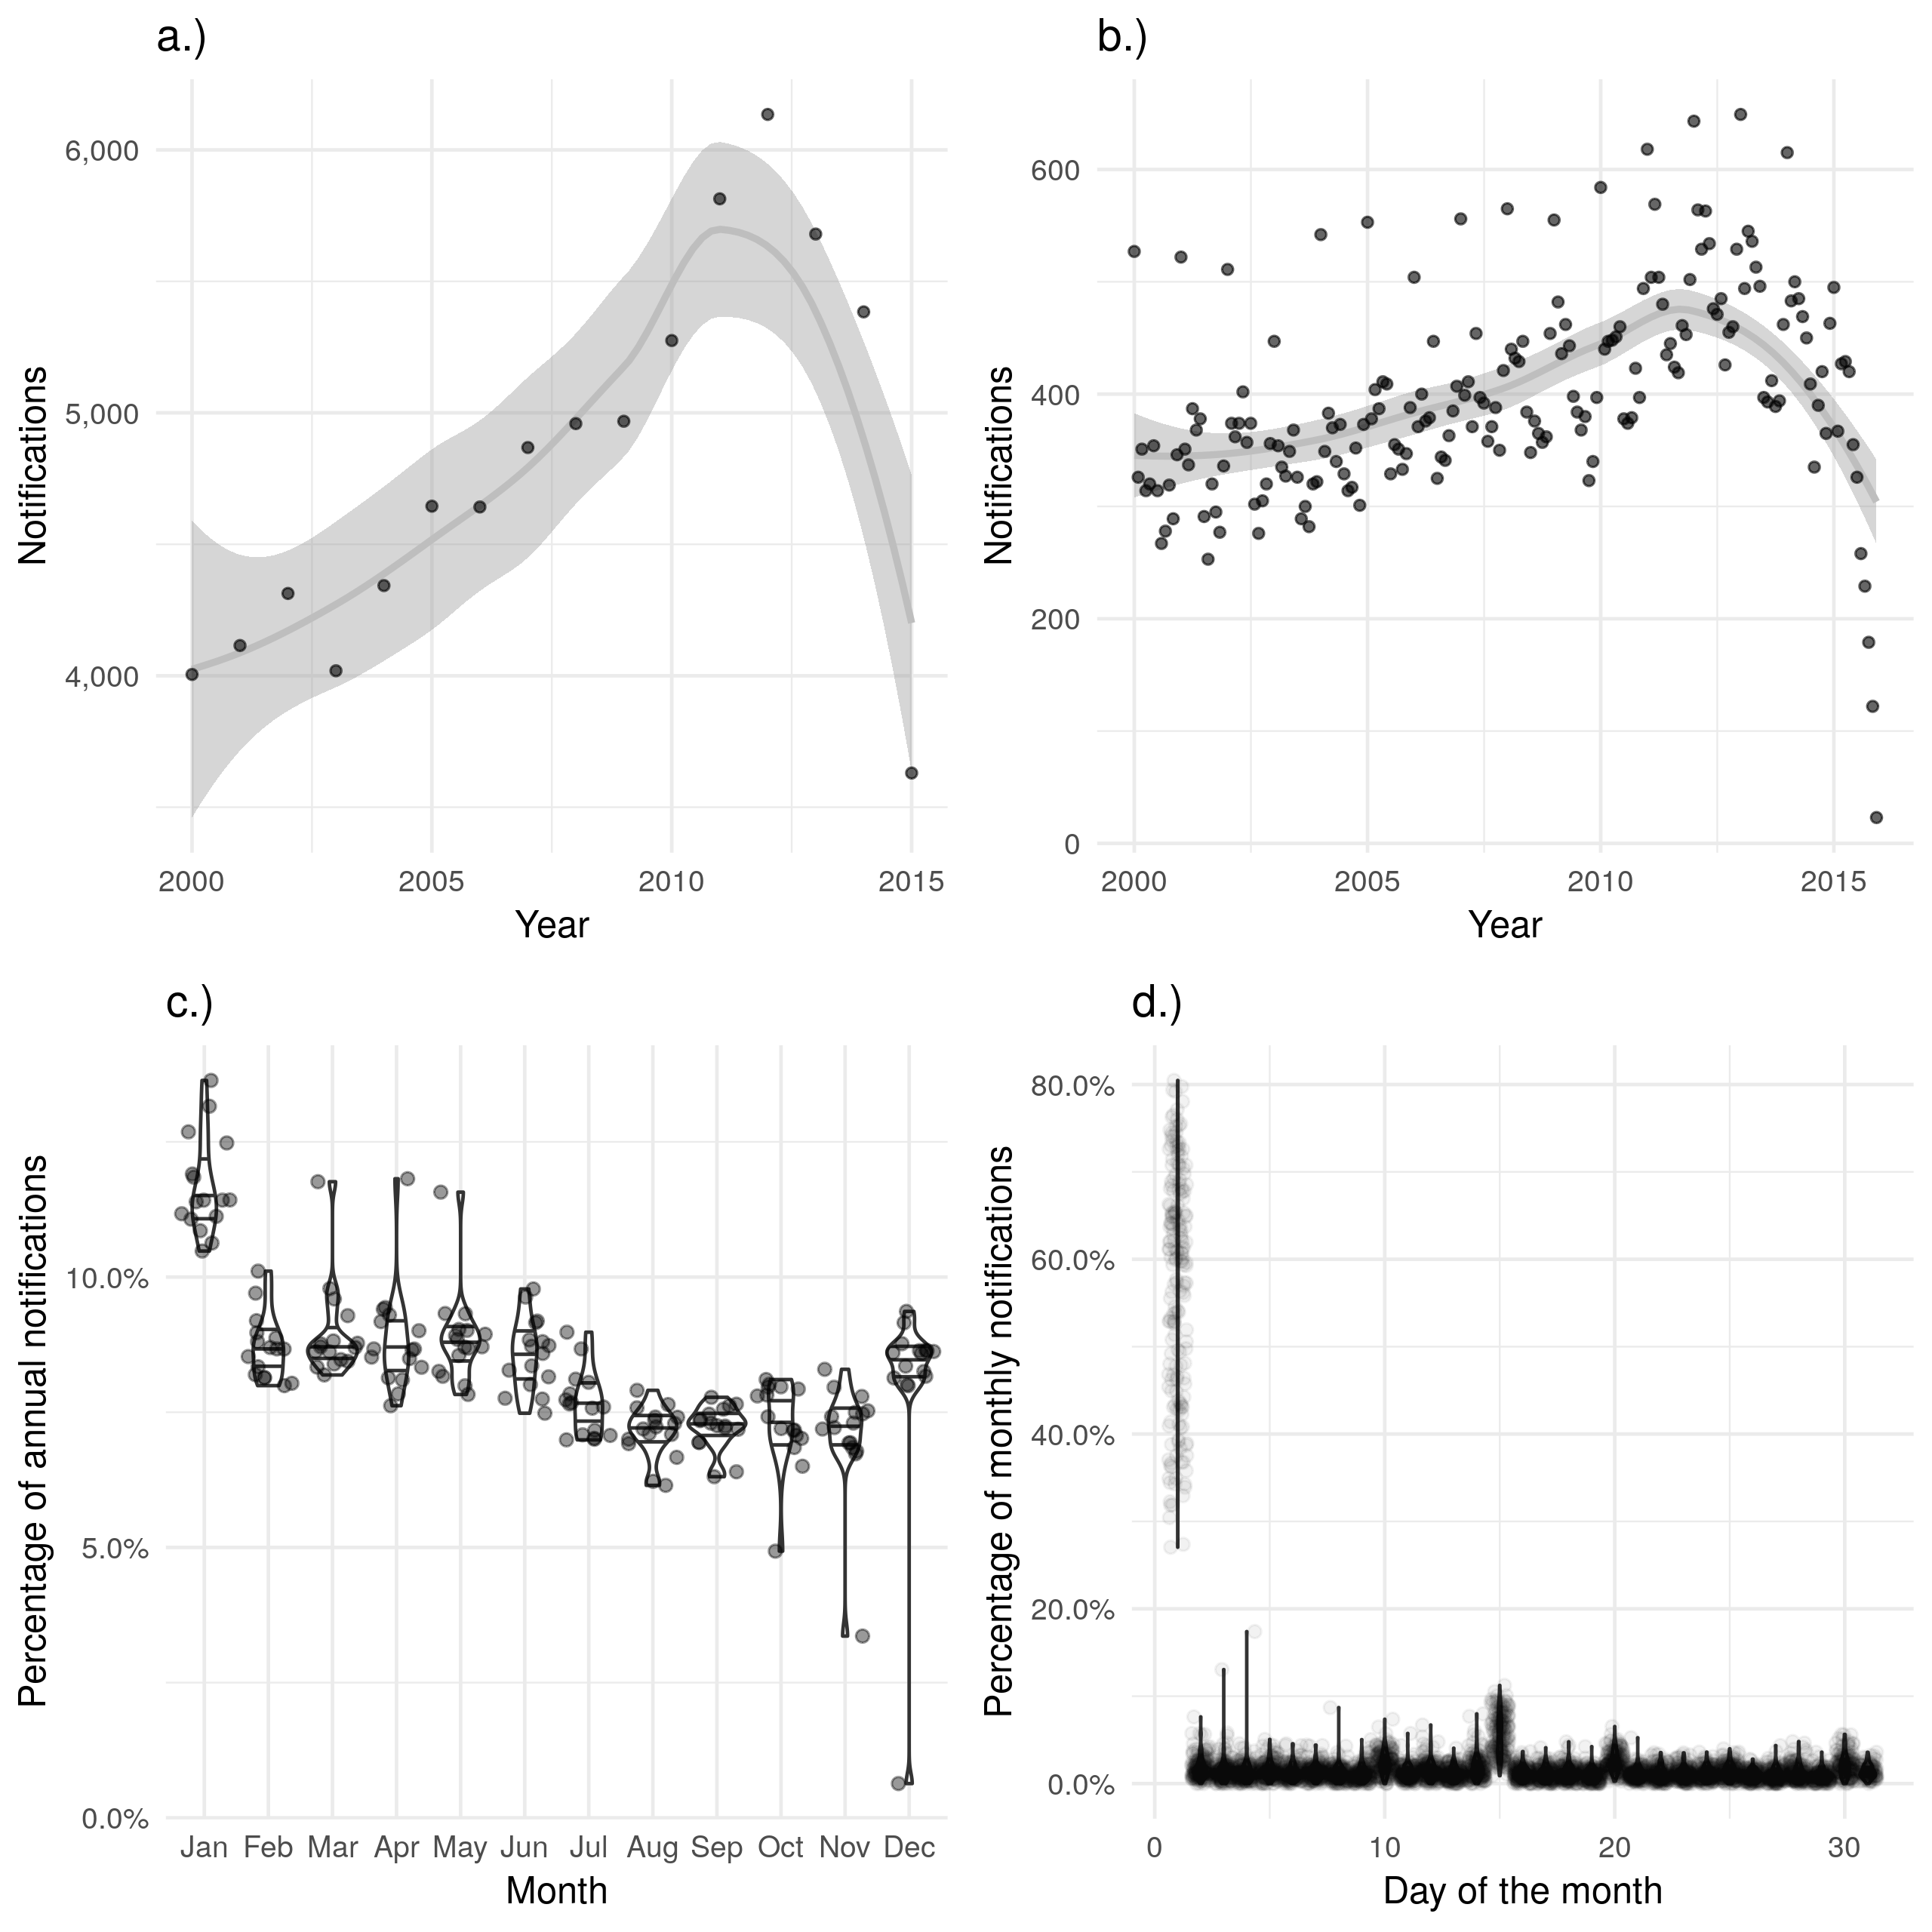 a.)
Notifications
6,000
5,000
4,000
2000 2005 2010 2015
Year
b.)
Notifications
600
400
200
0
2000 2005 2010 2015
Year
c.)
Percentage of annual notifications
10.0%
5.0%
0.0%
Jan Feb Mar Apr May Jun Jul Aug Sep Oct Nov Dec
Month
d.)
Percentage of monthly notifications
80.0%
60.0%
40.0%
20.0%
0.0%
0 10 20 30
Day of the month